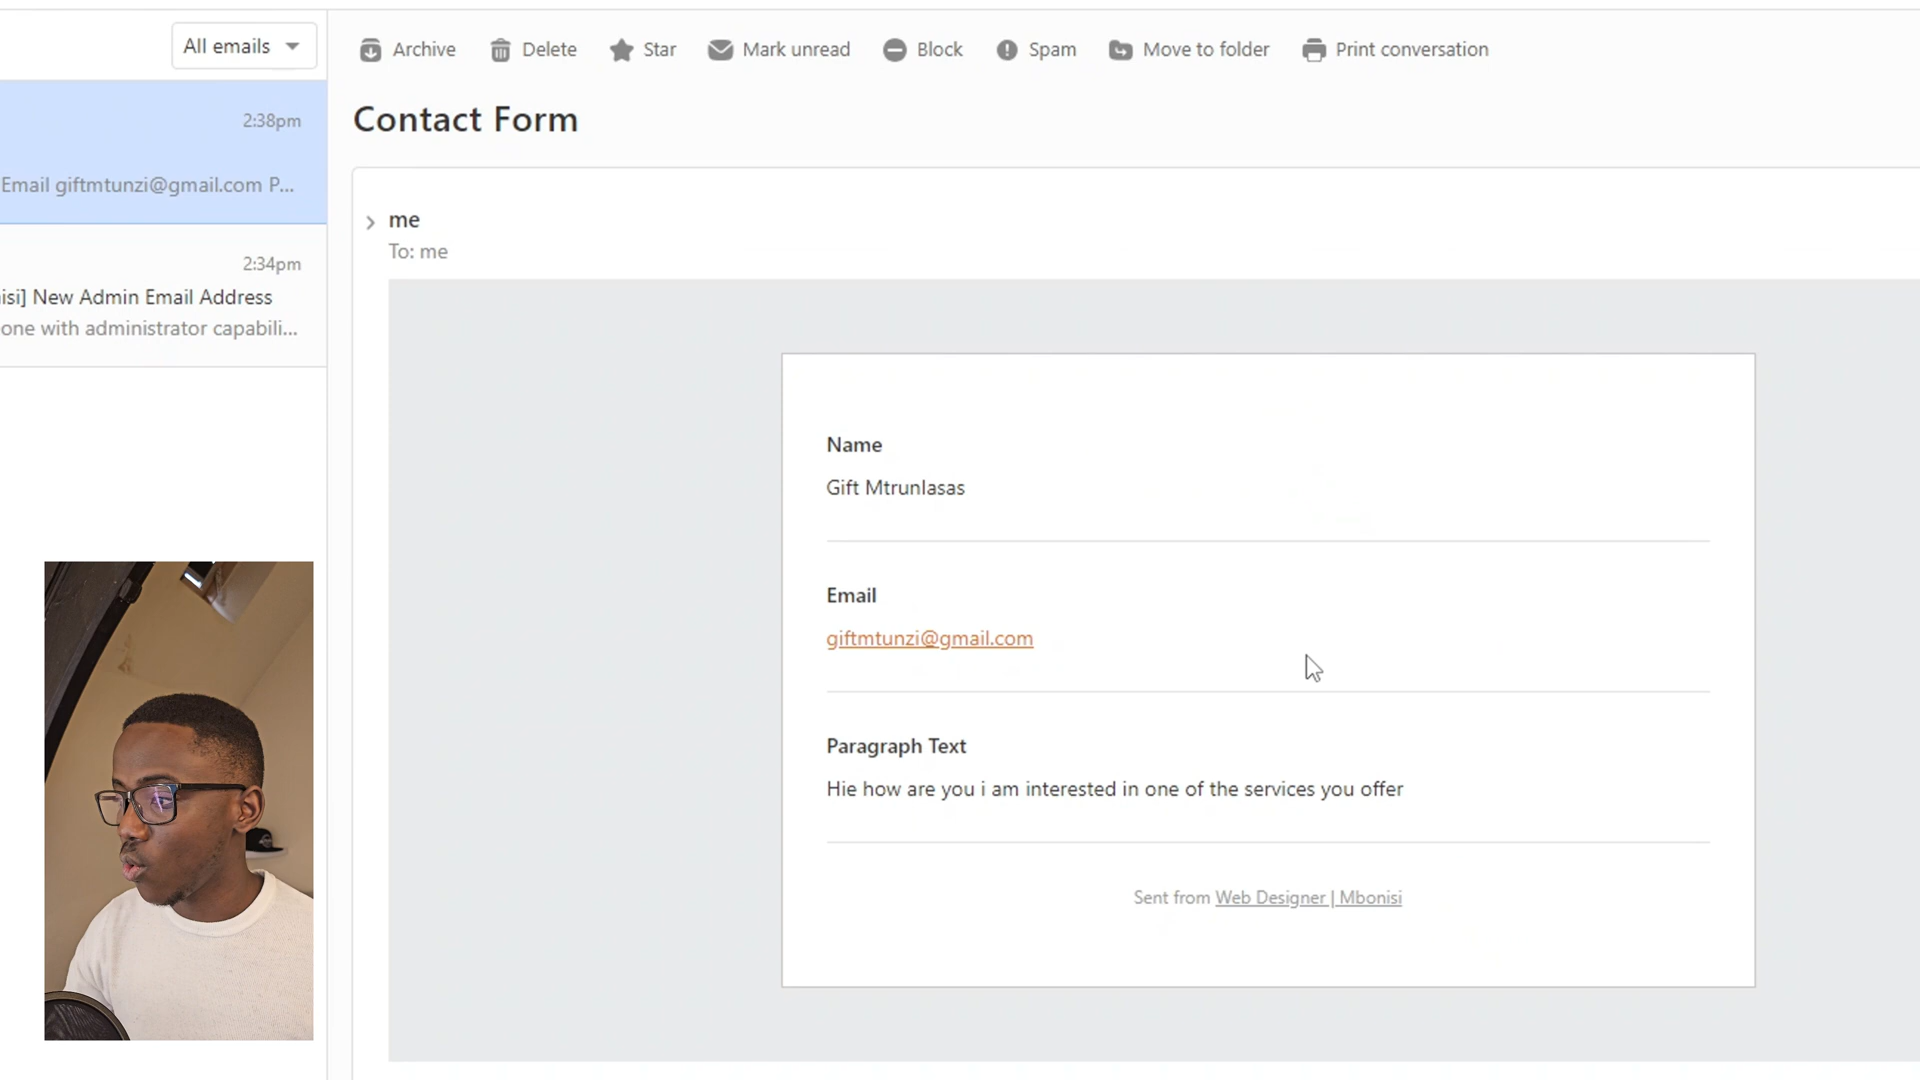 All emails
Archive
Delete
Star
Mark unread
Block
Spam
Move to folder
Print conversation
2:38pm
Email giftmtunzi@gmail.com P...
2:34pm
isi] New Admin Email Address
one with administrator capabili...
Contact Form
me
To: me
Name
Gift Mtrunlasas
Email
giftmtunzi@gmail.com
Paragraph Text
Hie how are you i am interested in one of the services you offer
Sent from Web Designer | Mbonisi